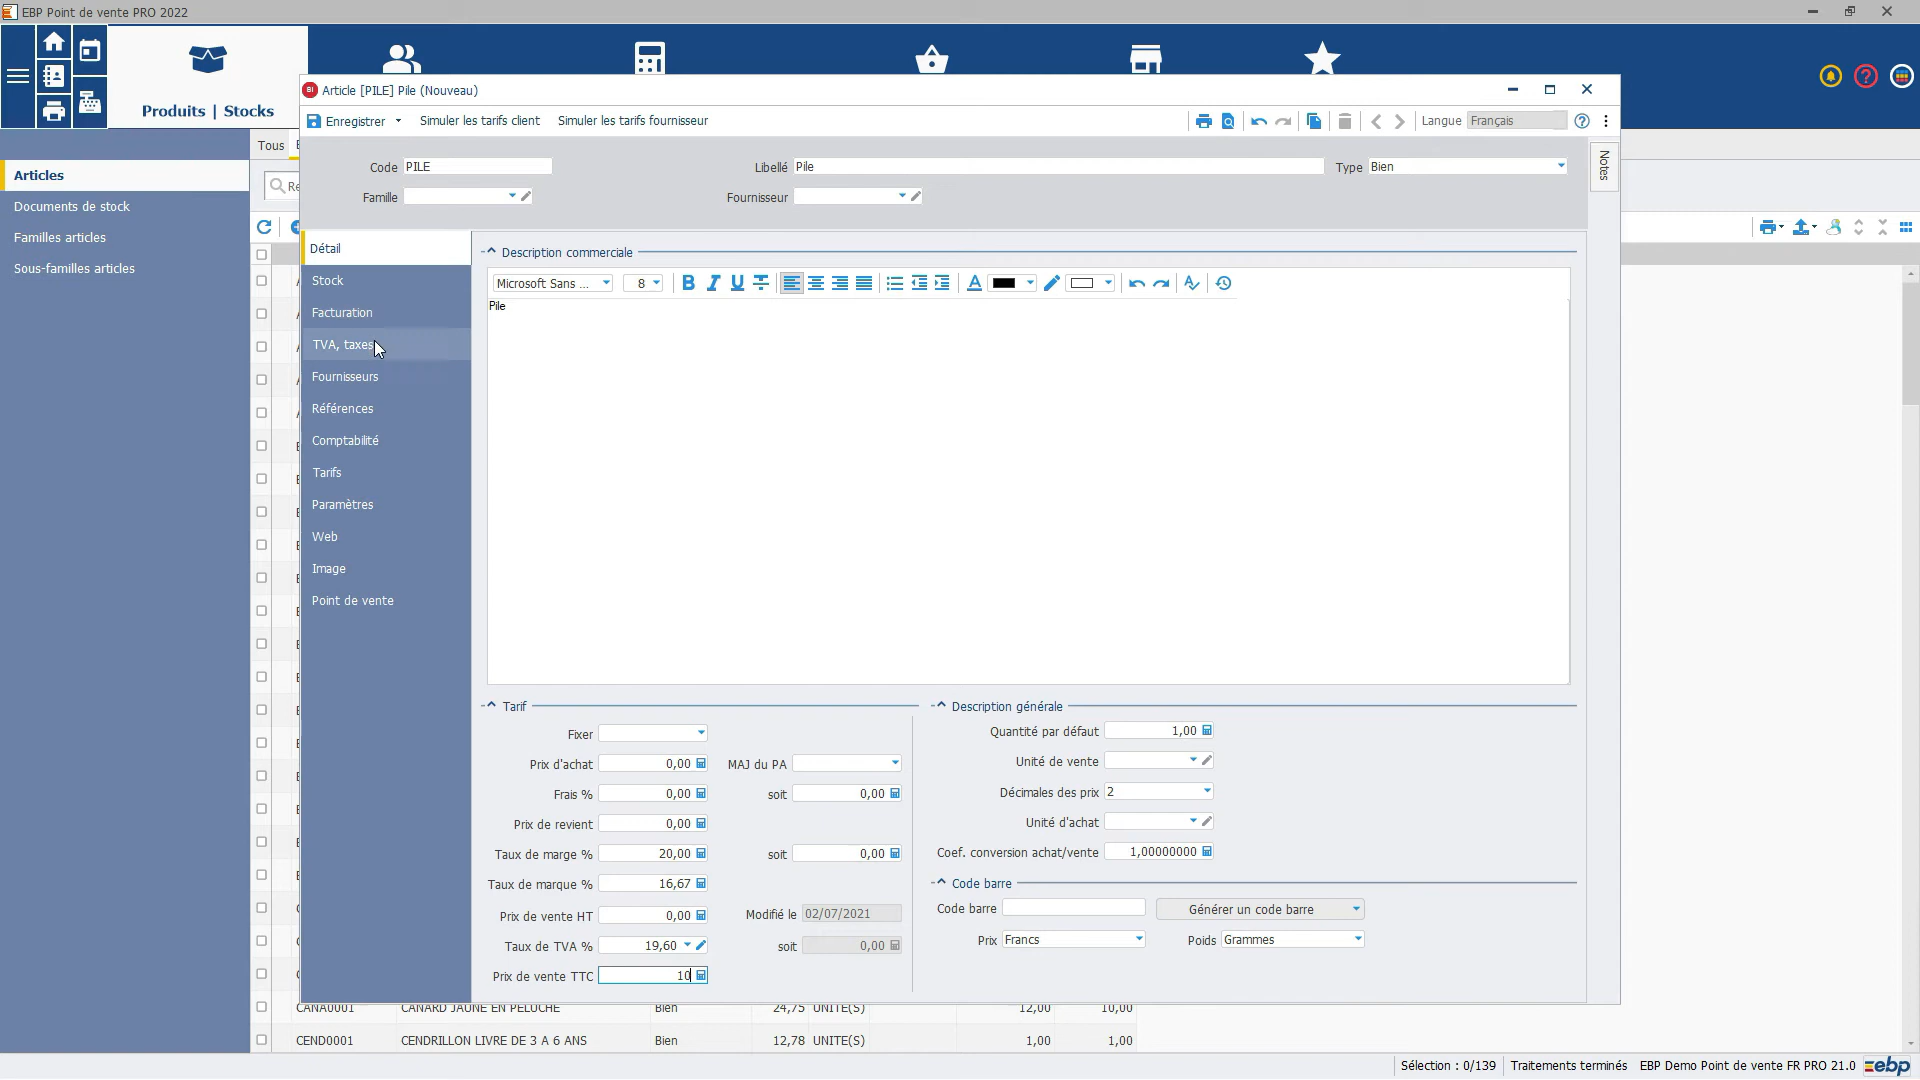 EBP Point de vente PRO 2022
Produits | Stocks
Article [PILE] Pile (Nouveau)
Enregistrer
Simuler les tarifs client
Simuler les tarifs fournisseur
Langue
Français
Tous
Code
PILE
Libellé
Pile
Type
Bien
Notes
Famille
Fournisseur
Articles
Documents de stock
Familles articles
Sous-familles articles
Détail
Stock
Facturation
TVA, taxes
Fournisseurs
Références
Comptabilité
Tarifs
Paramètres
Web
Image
Point de vente
Description commerciale
Microsoft Sans ...
8
Pile
Tarif
Fixer
Prix d'achat
0,00
MAJ du PA
Frais %
0,00
soit
0,00
Prix de revient
0,00
Taux de marge %
20,00
soit
0,00
Taux de marque %
16,67
Prix de vente HT
0,00
Modifié le
02/07/2021
Taux de TVA %
19,60
soit
0,00
Prix de vente TTC
10
Description générale
Quantité par défaut
1,00
Unité de vente
Décimales des prix
2
Unité d'achat
Coef. conversion achat/vente
1,00000000
Code barre
Code barre
Générer un code barre
Prix
Francs
Poids
Grammes
CANA0001 CANARD JAUNE EN PELUCHE Bien 24,75 UNITE(S) 12,00 10,00
CEND0001 CENDRILLON LIVRE DE 3 A 6 ANS Bien 12,78 UNITE(S) 1,00 1,00
Sélection : 0/139
Traitements terminés
EBP Demo Point de vente FR PRO 21.0
ebp